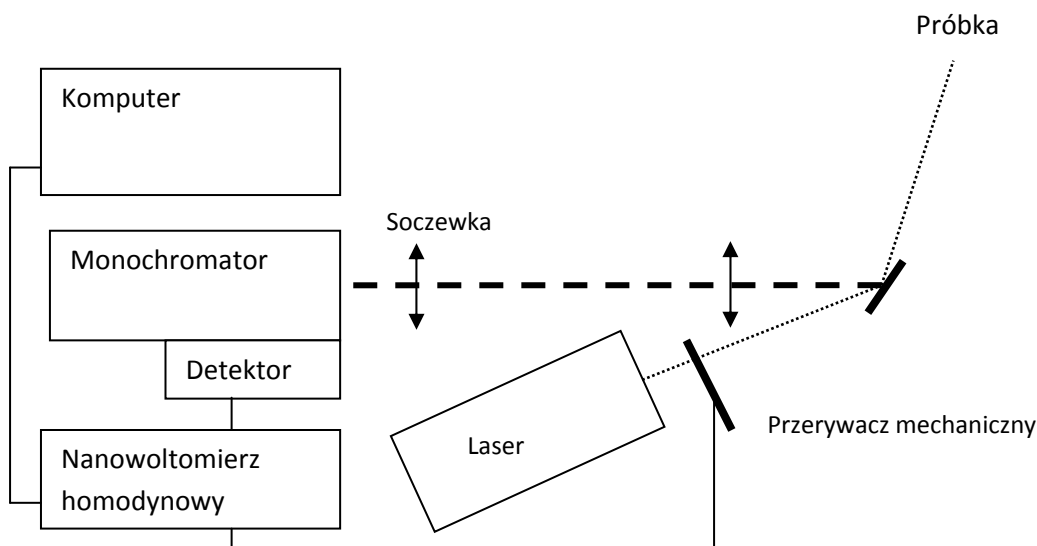 Próbka
Komputer
Soczewka
Monochromator
Detektor
Laser
Przerywacz mechaniczny
Nanowoltomierz
homodynowy